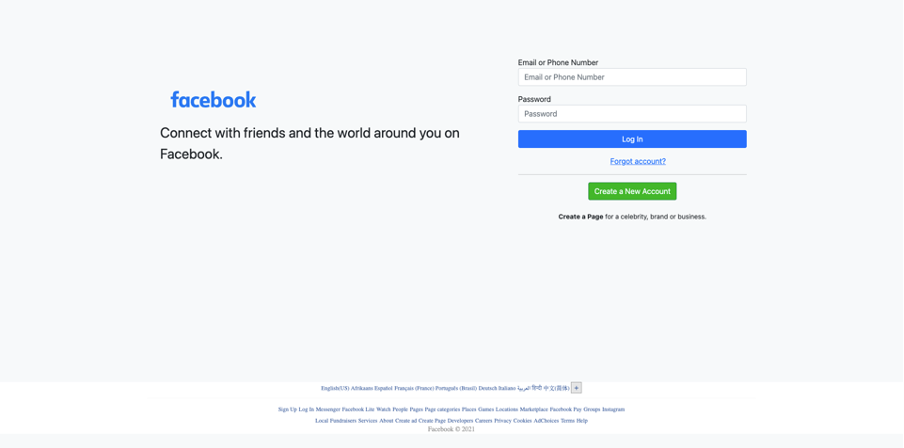 facebook
Connect with friends and the world around you on
Facebook.
Email or Phone Number
Email or Phone Number
Password
Password
Log In
Forgot account?
Create a New Account
Create a Page for a celebrity, brand or business.
English(US) Afrikaans Español Français (France) Português (Brasil) Deutsch Italiano العربية हिन्दी 中文(简体) +
Sign Up Log In Messenger Facebook Lite Watch People Pages Page categories Places Games Locations Marketplace Facebook Pay Groups Instagram
Local Fundraisers Services About Create ad Create Page Developers Careers Privacy Cookies AdChoices Terms Help
Facebook © 2021